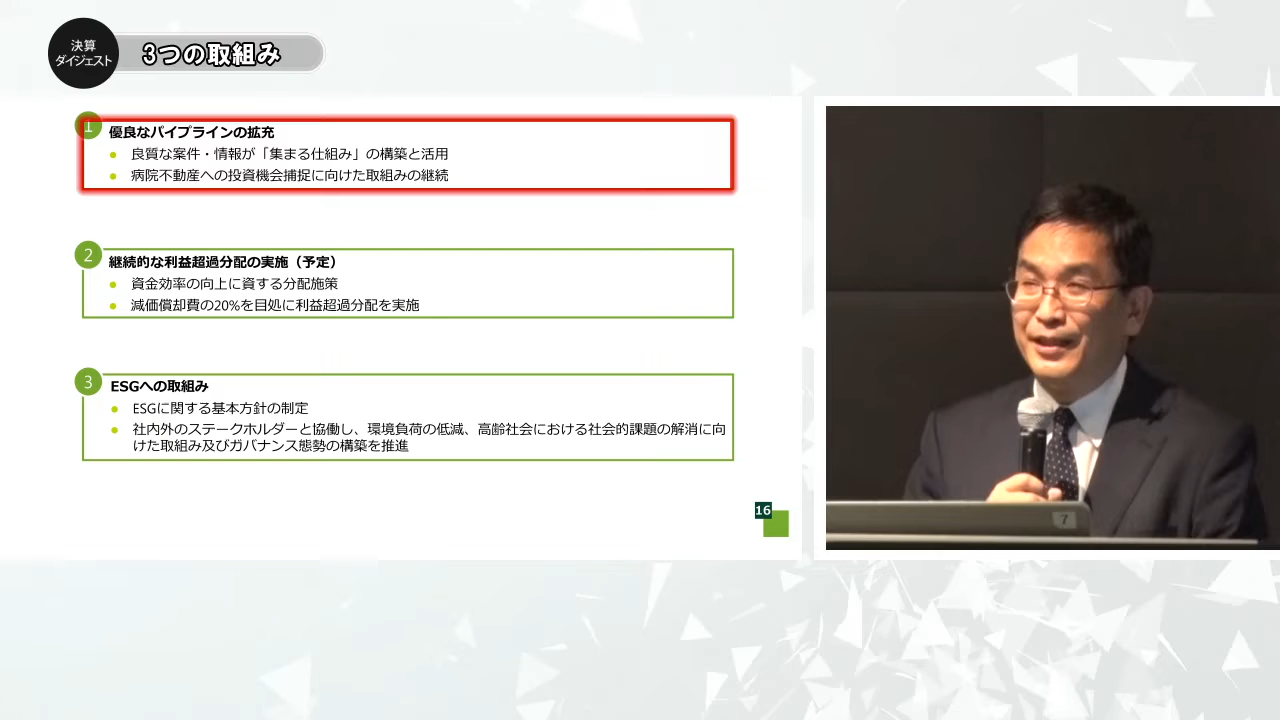 決算
ダイジェスト
3つの取組み
1
優良なパイプラインの拡充
● 良質な案件・情報が「集まる仕組み」の構築と活用
● 病院不動産への投資機会捕捉に向けた取組みの継続
2
継続的な利益超過分配の実施（予定）
● 資金効率の向上に資する分配施策
● 減価償却費の20%を目処に利益超過分配を実施
3
ESGへの取組み
● ESGに関する基本方針の制定
● 社内外のステークホルダーと協働し、環境負荷の低減、高齢社会における社会的課題の解消に向
けた取組み及びガバナンス態勢の構築を推進
16
7